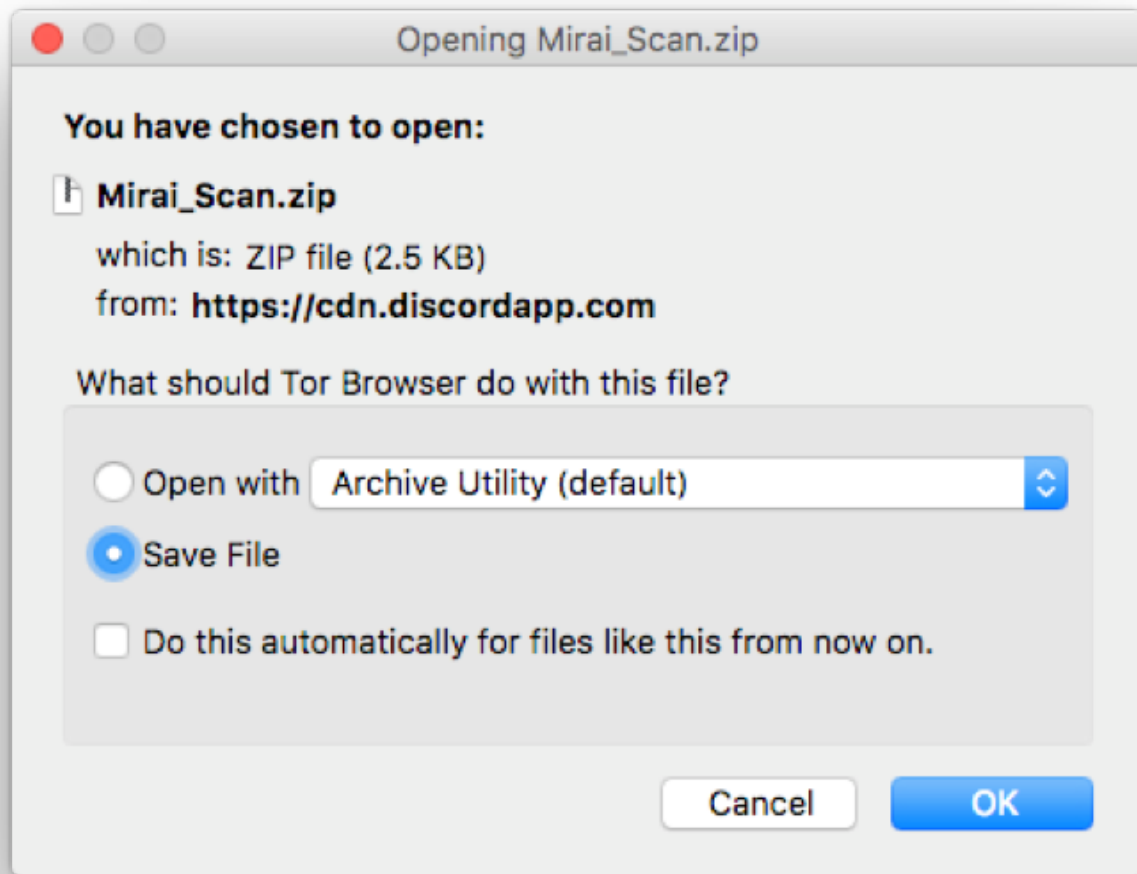 Opening Mirai_Scan.zip
You have chosen to open:
Mirai_Scan.zip
which is: ZIP file (2.5 KB)
from: https://cdn.discordapp.com
What should Tor Browser do with this file?
Open with Archive Utility (default)
Save File
Do this automatically for files like this from now on.
Cancel OK